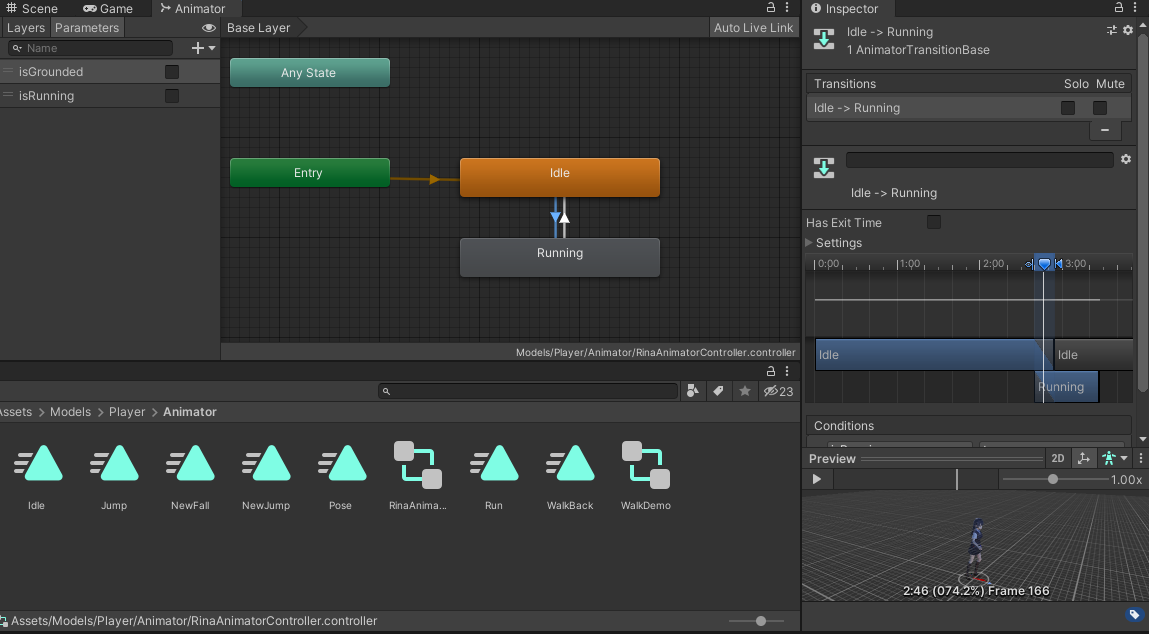 Scene Game Animator
Layers Parameters Base Layer Auto Live Link
Name
isGrounded
isRunning
Any State
Entry
Idle
Running
Models/Player/Animator/RinaAnimatorController.controller
23
Assets > Models > Player > Animator
Idle Jump NewFall NewJump Pose RinaAnima... Run WalkBack WalkDemo
Assets/Models/Player/Animator/RinaAnimatorController.controller
Inspector
Idle -> Running
1 AnimatorTransitionBase
Transitions Solo Mute
Idle -> Running
Idle -> Running
Has Exit Time
Settings
0:00 1:00 2:00 3:00
Idle Idle
Running
Conditions
Preview 2D
1.00x
2:46 (074.2%) Frame 166